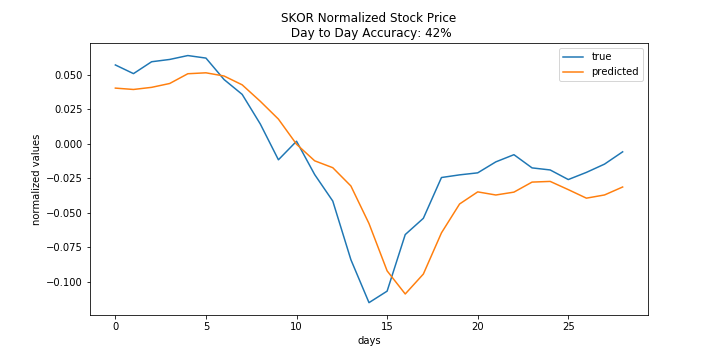 SKOR Normalized Stock Price
Day to Day Accuracy: 42%
true
predicted
normalized values
0.050
0.025
0.000
−0.025
−0.050
−0.075
−0.100
0 5 10 15 20 25
days